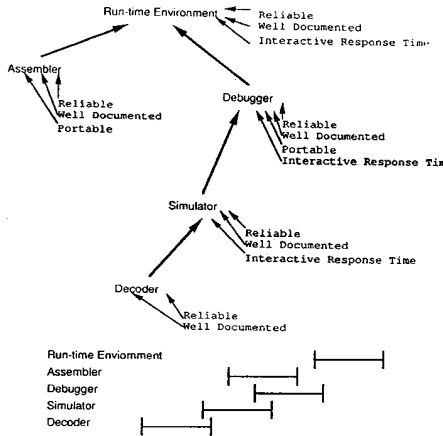 Run-time Environment
Reliable
Well Documented
Interactive Response Time
Assembler
Reliable
Well Documented
Portable
Debugger
Reliable
Well Documented
Portable
Interactive Response Time
Simulator
Reliable
Well Documented
Interactive Response Time
Decoder
Reliable
Well Documented
Run-time Enviornment
Assembler
Debugger
Simulator
Decoder